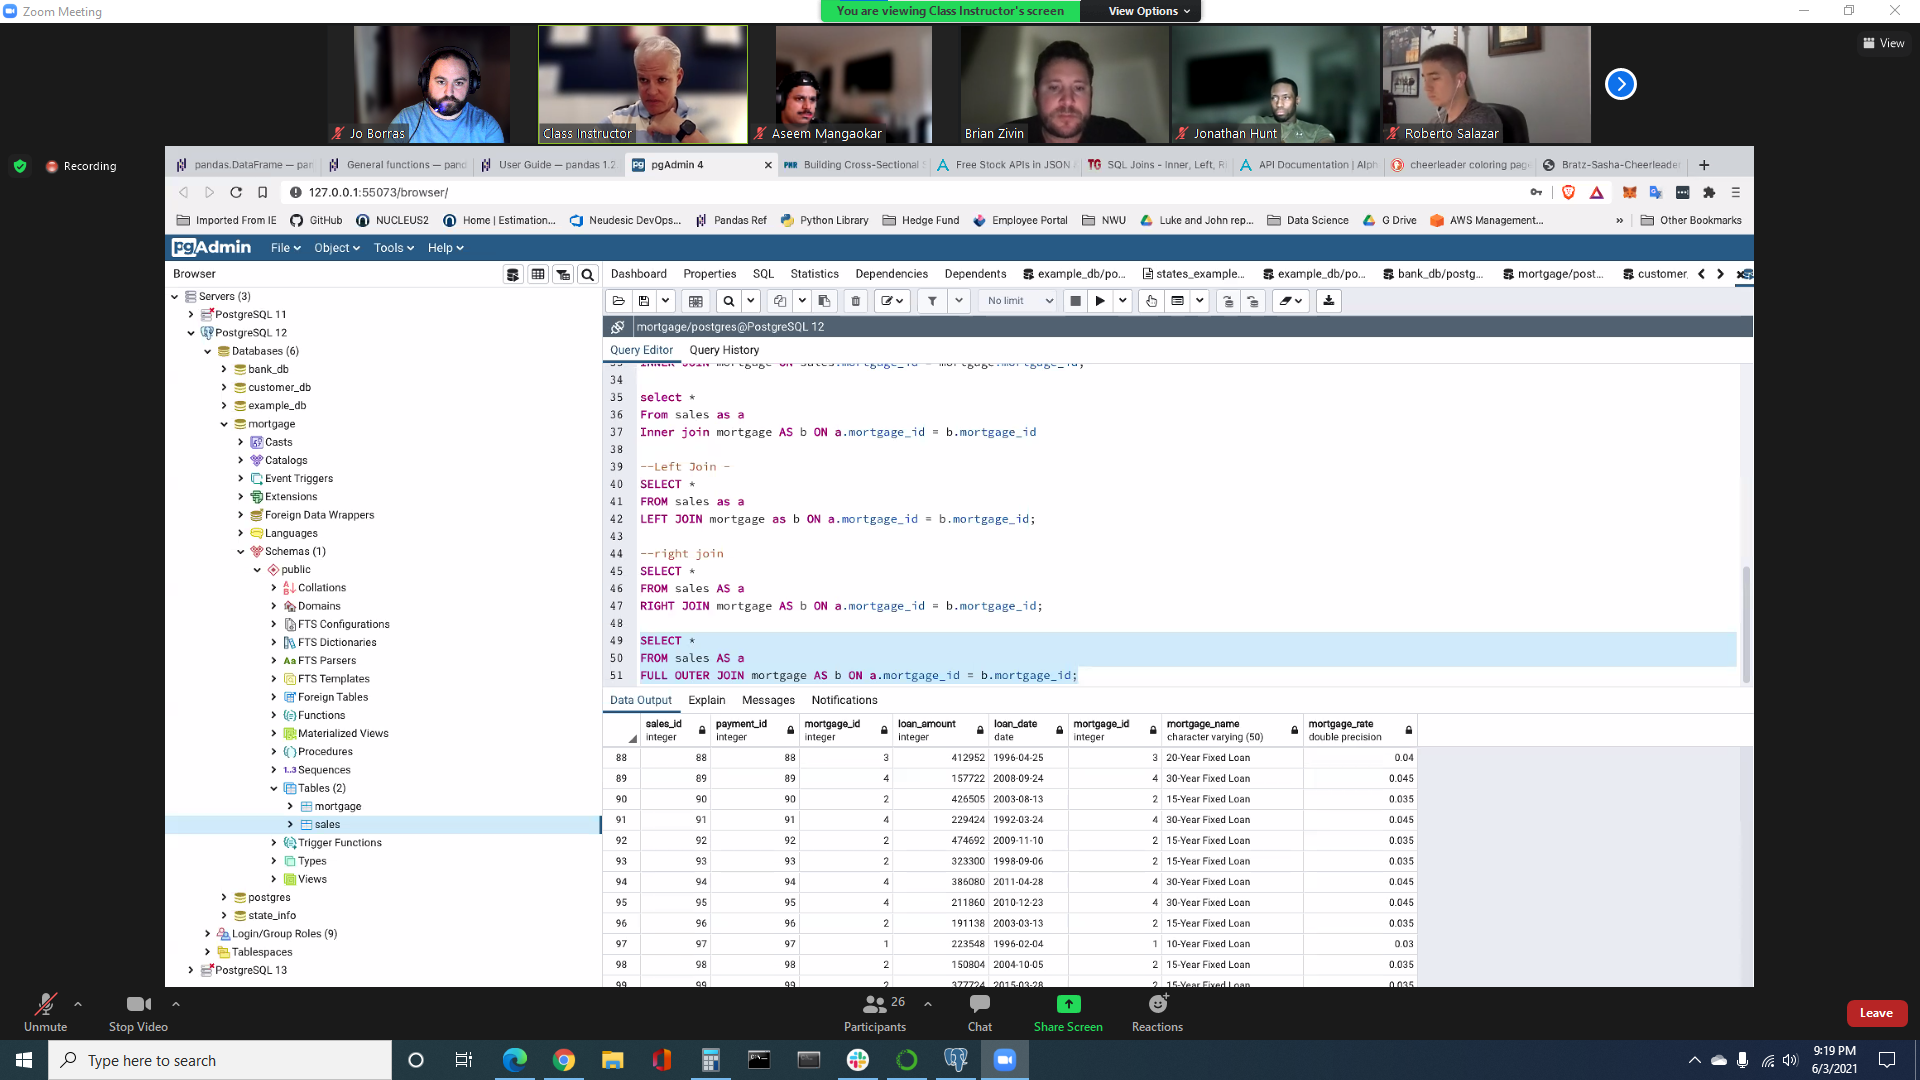 Zoom Meeting
You are viewing Class Instructor's screen
View Options
View
Jo Borras
Class Instructor
Aseem Mangaokar
Brian Zivin
Jonathan Hunt
Roberto Salazar
Recording
pandas.DataFrame — pan
General functions — pand
User Guide — pandas 1.2.
pgAdmin 4
Building Cross-Sectional S
Free Stock APIs in JSON
SQL Joins - Inner, Left, R
API Documentation | Alph
cheerleader coloring page
Bratz-Sasha-Cheerleader
127.0.0.1:55073/browser/
Imported From IE
GitHub
NUCLEUS2
Home | Estimation...
Neudesic DevOps...
Pandas Ref
Python Library
Hedge Fund
Employee Portal
NWU
Luke and John rep...
Data Science
G Drive
AWS Management...
»
Other Bookmarks
pgAdmin
File
Object
Tools
Help
Browser
Dashboard
Properties
SQL
Statistics
Dependencies
Dependents
example_db/po...
states_example...
example_db/po...
bank_db/postg...
mortgage/post...
customer
No limit
mortgage/postgres@PostgreSQL 12
Query Editor
Query History
Servers (3)
PostgreSQL 11
PostgreSQL 12
Databases (6)
bank_db
customer_db
example_db
mortgage
Casts
Catalogs
Event Triggers
Extensions
Foreign Data Wrappers
Languages
Schemas (1)
public
Collations
Domains
FTS Configurations
FTS Dictionaries
FTS Parsers
FTS Templates
Foreign Tables
Functions
Materialized Views
Procedures
Sequences
Tables (2)
mortgage
sales
Trigger Functions
Types
Views
postgres
state_info
Login/Group Roles (9)
Tablespaces
PostgreSQL 13
33 INNER JOIN mortgage ON sales.mortgage_id = mortgage.mortgage_id;
34
35 select *
36 From sales as a
37 Inner join mortgage AS b ON a.mortgage_id = b.mortgage_id
38
39 --Left Join -
40 SELECT *
41 FROM sales as a
42 LEFT JOIN mortgage as b ON a.mortgage_id = b.mortgage_id;
43
44 --right join
45 SELECT *
46 FROM sales AS a
47 RIGHT JOIN mortgage AS b ON a.mortgage_id = b.mortgage_id;
48
49 SELECT *
50 FROM sales AS a
51 FULL OUTER JOIN mortgage AS b ON a.mortgage_id = b.mortgage_id;
Data Output
Explain
Messages
Notifications
sales_id payment_id mortgage_id loan_amount loan_date mortgage_id mortgage_name mortgage_rate
integer integer integer integer date integer character varying (50) double precision
88 88 88 3 412952 1996-04-25 3 20-Year Fixed Loan 0.04
89 89 89 4 157722 2008-09-24 4 30-Year Fixed Loan 0.045
90 90 90 2 426505 2003-08-13 2 15-Year Fixed Loan 0.035
91 91 91 4 229424 1992-03-24 4 30-Year Fixed Loan 0.045
92 92 92 2 474692 2009-11-10 2 15-Year Fixed Loan 0.035
93 93 93 2 323300 1998-09-06 2 15-Year Fixed Loan 0.035
94 94 94 4 386080 2011-04-28 4 30-Year Fixed Loan 0.045
95 95 95 4 211860 2010-12-23 4 30-Year Fixed Loan 0.045
96 96 96 2 191138 2003-03-13 2 15-Year Fixed Loan 0.035
97 97 97 1 223548 1996-02-04 1 10-Year Fixed Loan 0.03
98 98 98 2 150804 2004-10-05 2 15-Year Fixed Loan 0.035
99 99 99 2 377724 2015-03-28 2 15-Year Fixed Loan 0.035
Unmute
Stop Video
26
Participants
Chat
Share Screen
Reactions
Leave
Type here to search
9:19 PM
6/3/2021